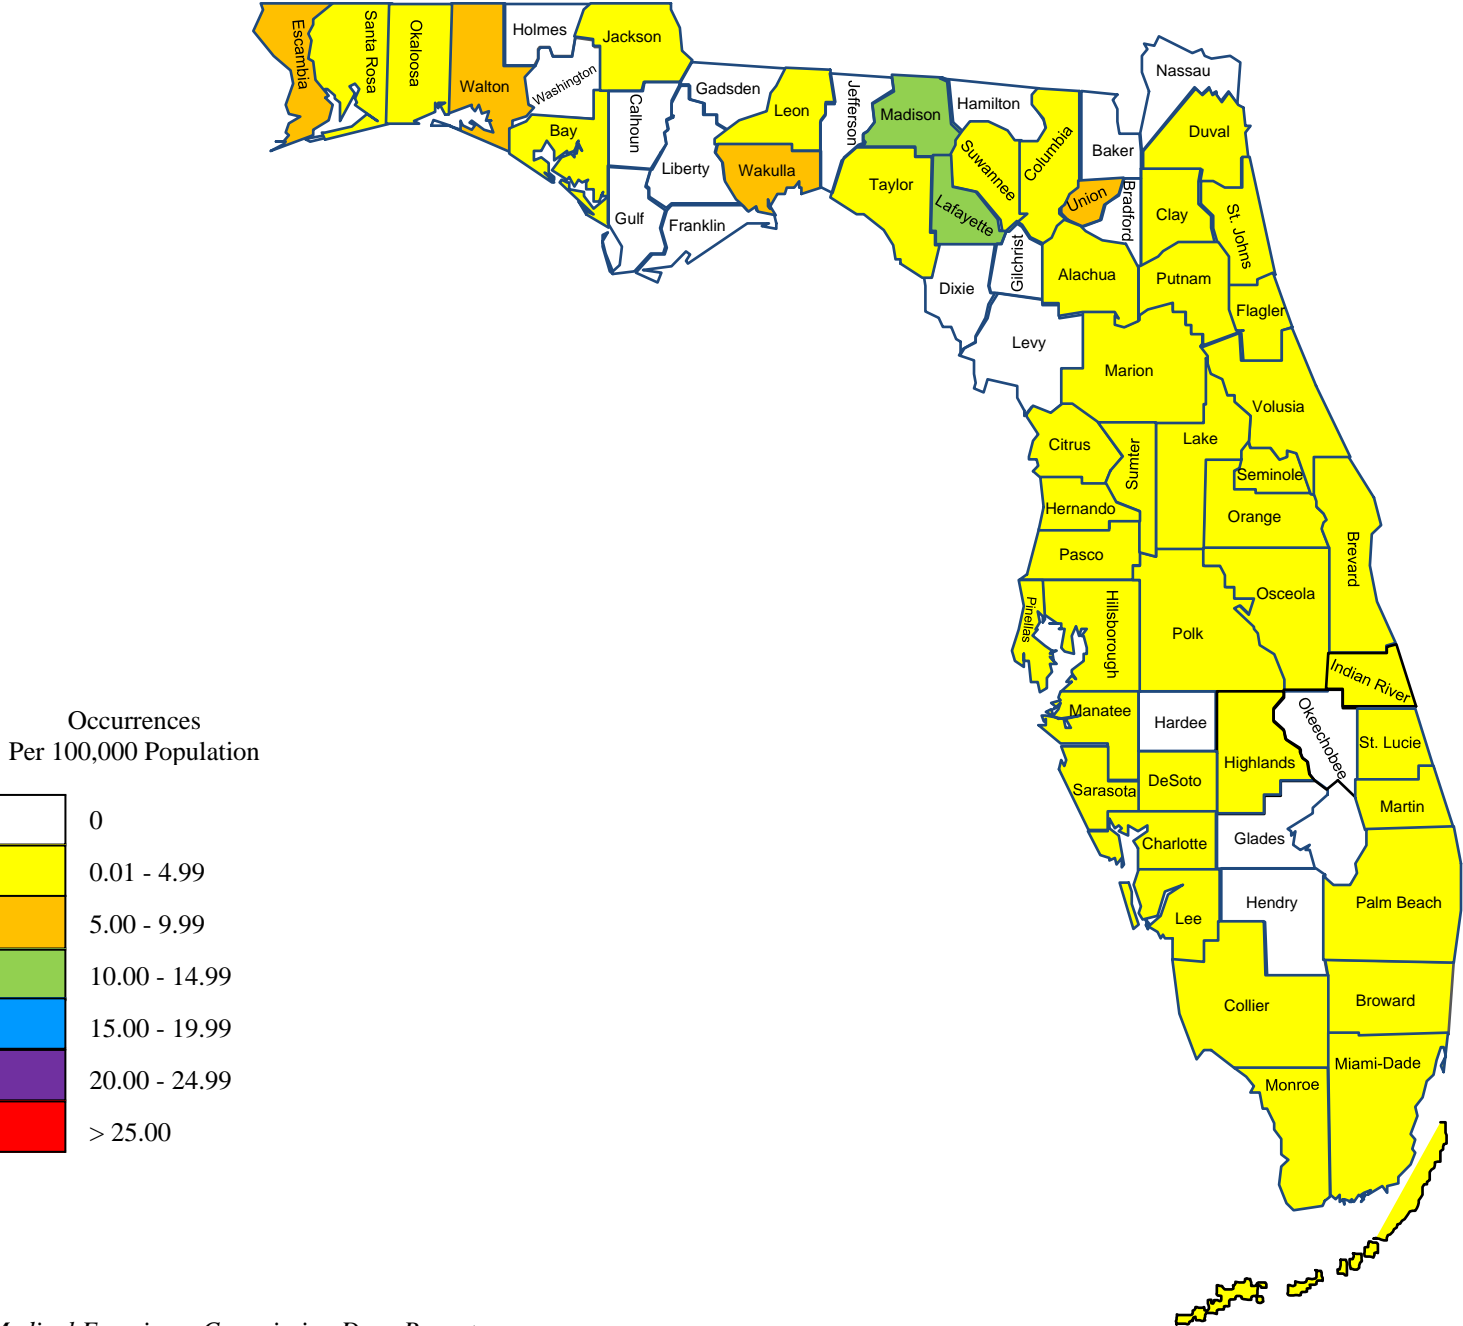 Escambia
Santa Rosa
Okaloosa
Walton
Holmes
Washington
Jackson
Bay
Calhoun
Gulf
Liberty
Gadsden
Franklin
Leon
Wakulla
Jefferson
Madison
Taylor
Hamilton
Suwannee
Lafayette
Columbia
Dixie
Gilchrist
Baker
Union
Bradford
Nassau
Duval
Clay
St. Johns
Alachua
Putnam
Flagler
Levy
Marion
Volusia
Citrus
Sumter
Lake
Seminole
Hernando
Orange
Pasco
Brevard
Pinellas
Hillsborough
Polk
Osceola
Indian River
Manatee
Hardee
Highlands
Okeechobee
St. Lucie
Sarasota
DeSoto
Martin
Charlotte
Glades
Lee
Hendry
Palm Beach
Collier
Broward
Miami-Dade
Monroe
Occurrences
Per 100,000 Population
0
0.01 - 4.99
5.00 - 9.99
10.00 - 14.99
15.00 - 19.99
20.00 - 24.99
> 25.00